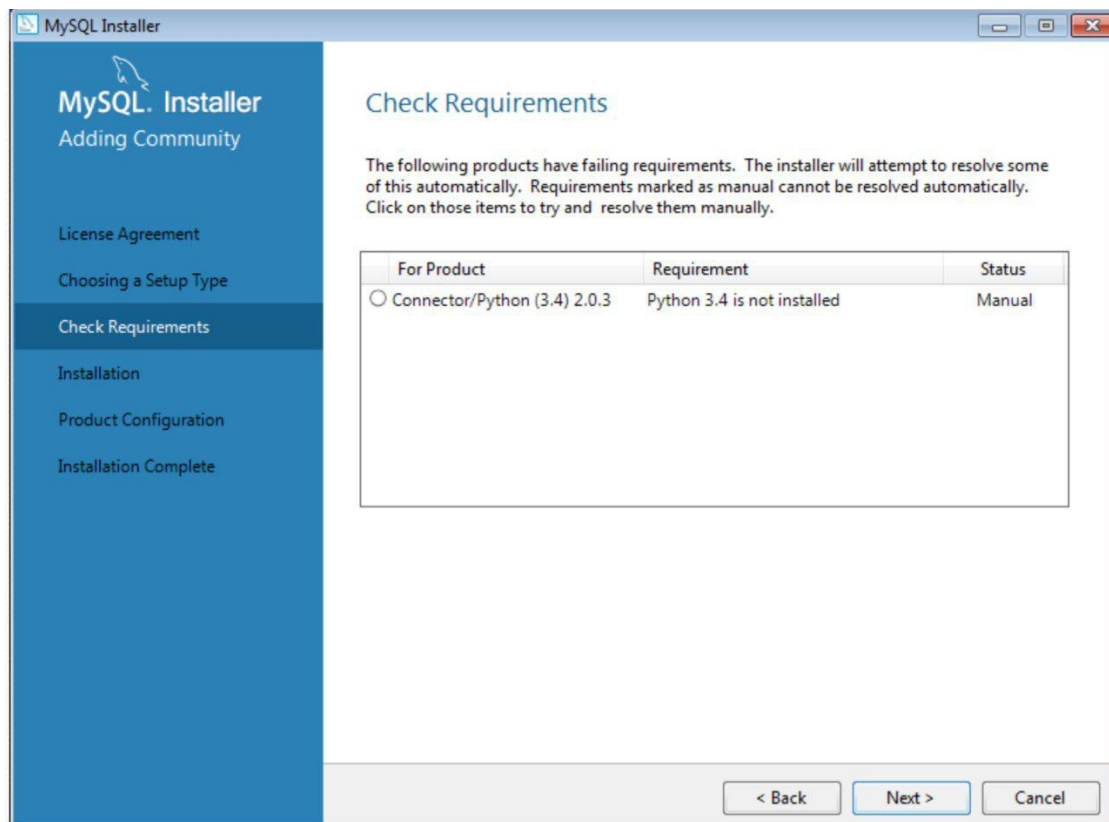 MySQL Installer
MySQL. Installer
Adding Community
License Agreement
Choosing a Setup Type
Check Requirements
Installation
Product Configuration
Installation Complete
Check Requirements
The following products have failing requirements. The installer will attempt to resolve some
of this automatically. Requirements marked as manual cannot be resolved automatically.
Click on those items to try and resolve them manually.
For Product Requirement Status
Connector/Python (3.4) 2.0.3 Python 3.4 is not installed Manual
< Back Next > Cancel